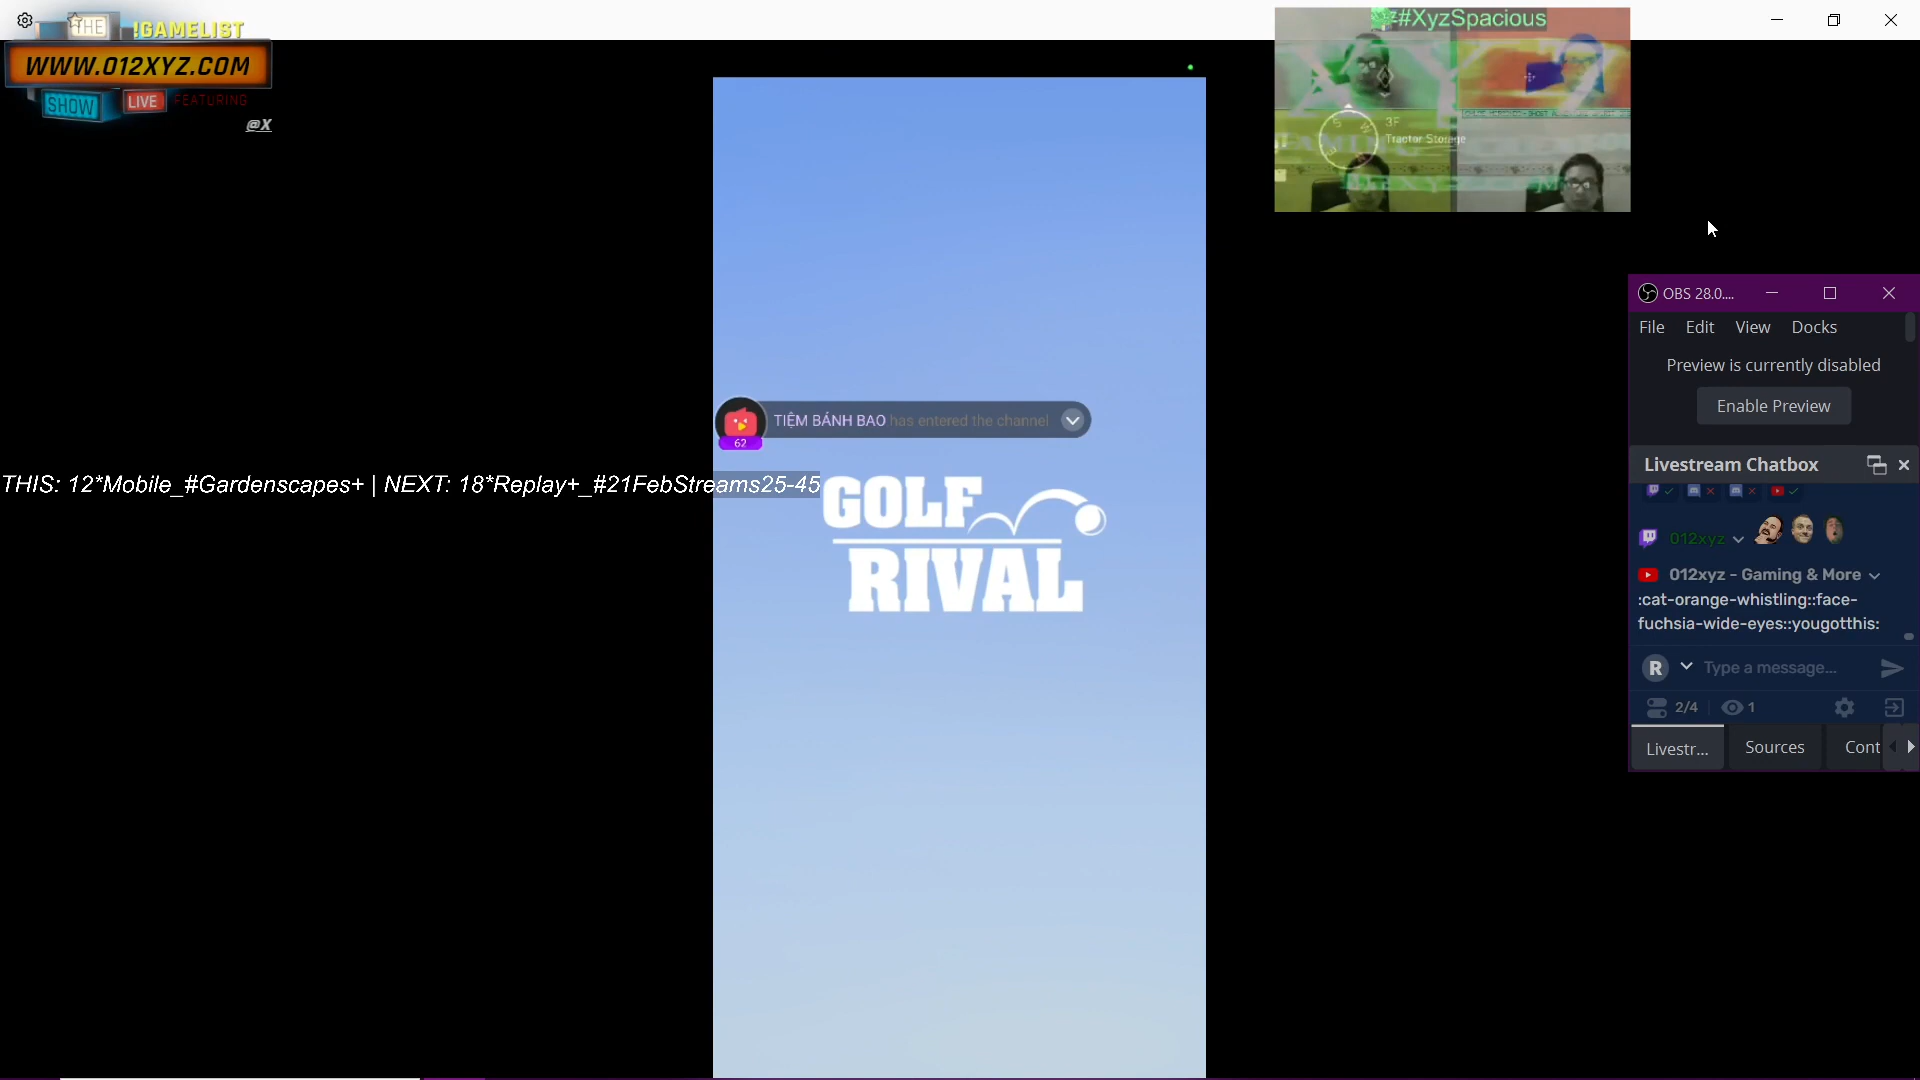 THE !GAMELIST
WWW.012XYZ.COM
SHOW LIVE FEATURING
@X
##XyzSpacious
3F
Tractor Storage
OBS 28.0....
File Edit View Docks
Preview is currently disabled
Enable Preview
TIỆM BÁNH BAO has entered the channel
62
THIS: 12*Mobile_#Gardenscapes+ | NEXT: 18*Replay+_#21FebStreams25-45
GOLF
RIVAL
Livestream Chatbox
012xyz
012xyz - Gaming & More
:cat-orange-whistling::face-
fuchsia-wide-eyes::yougotthis:
R Type a message...
2/4 1
Livestr... Sources Cont